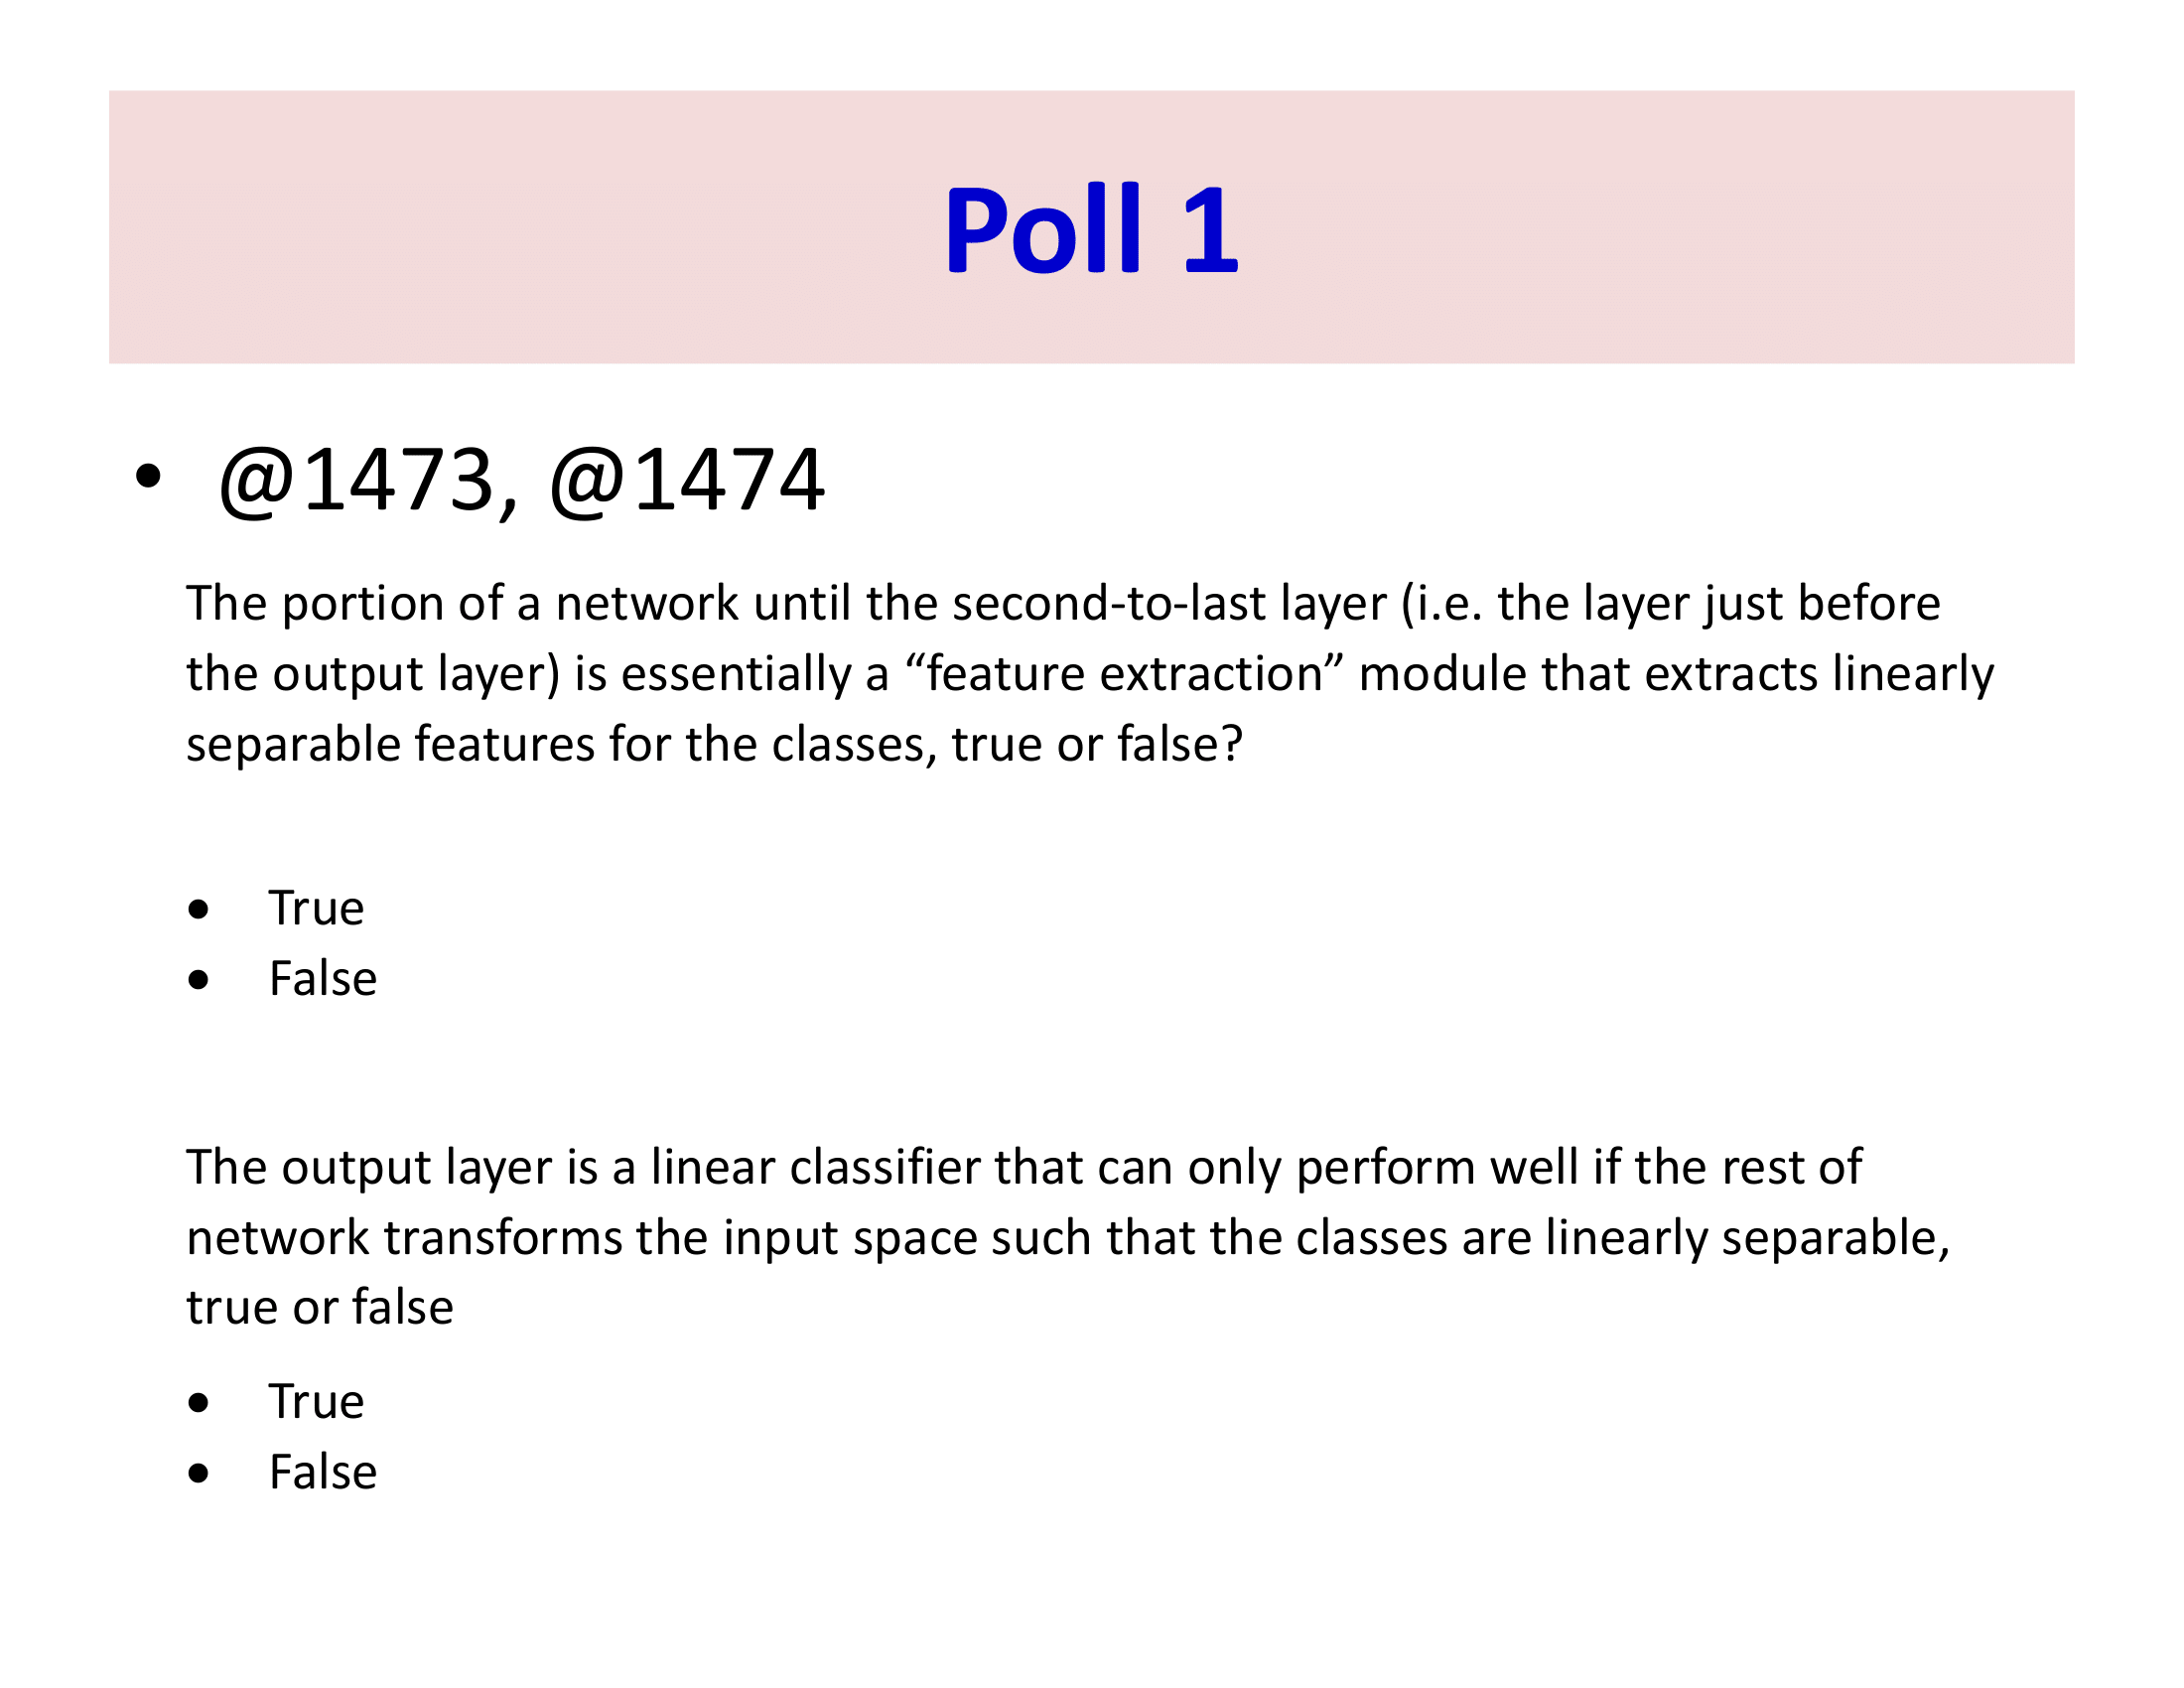 Poll 1
• @1473, @1474
The portion of a network until the second-to-last layer (i.e. the layer just before
the output layer) is essentially a “feature extraction” module that extracts linearly
separable features for the classes, true or false?
• True
• False
The output layer is a linear classifier that can only perform well if the rest of
network transforms the input space such that the classes are linearly separable,
true or false
• True
• False